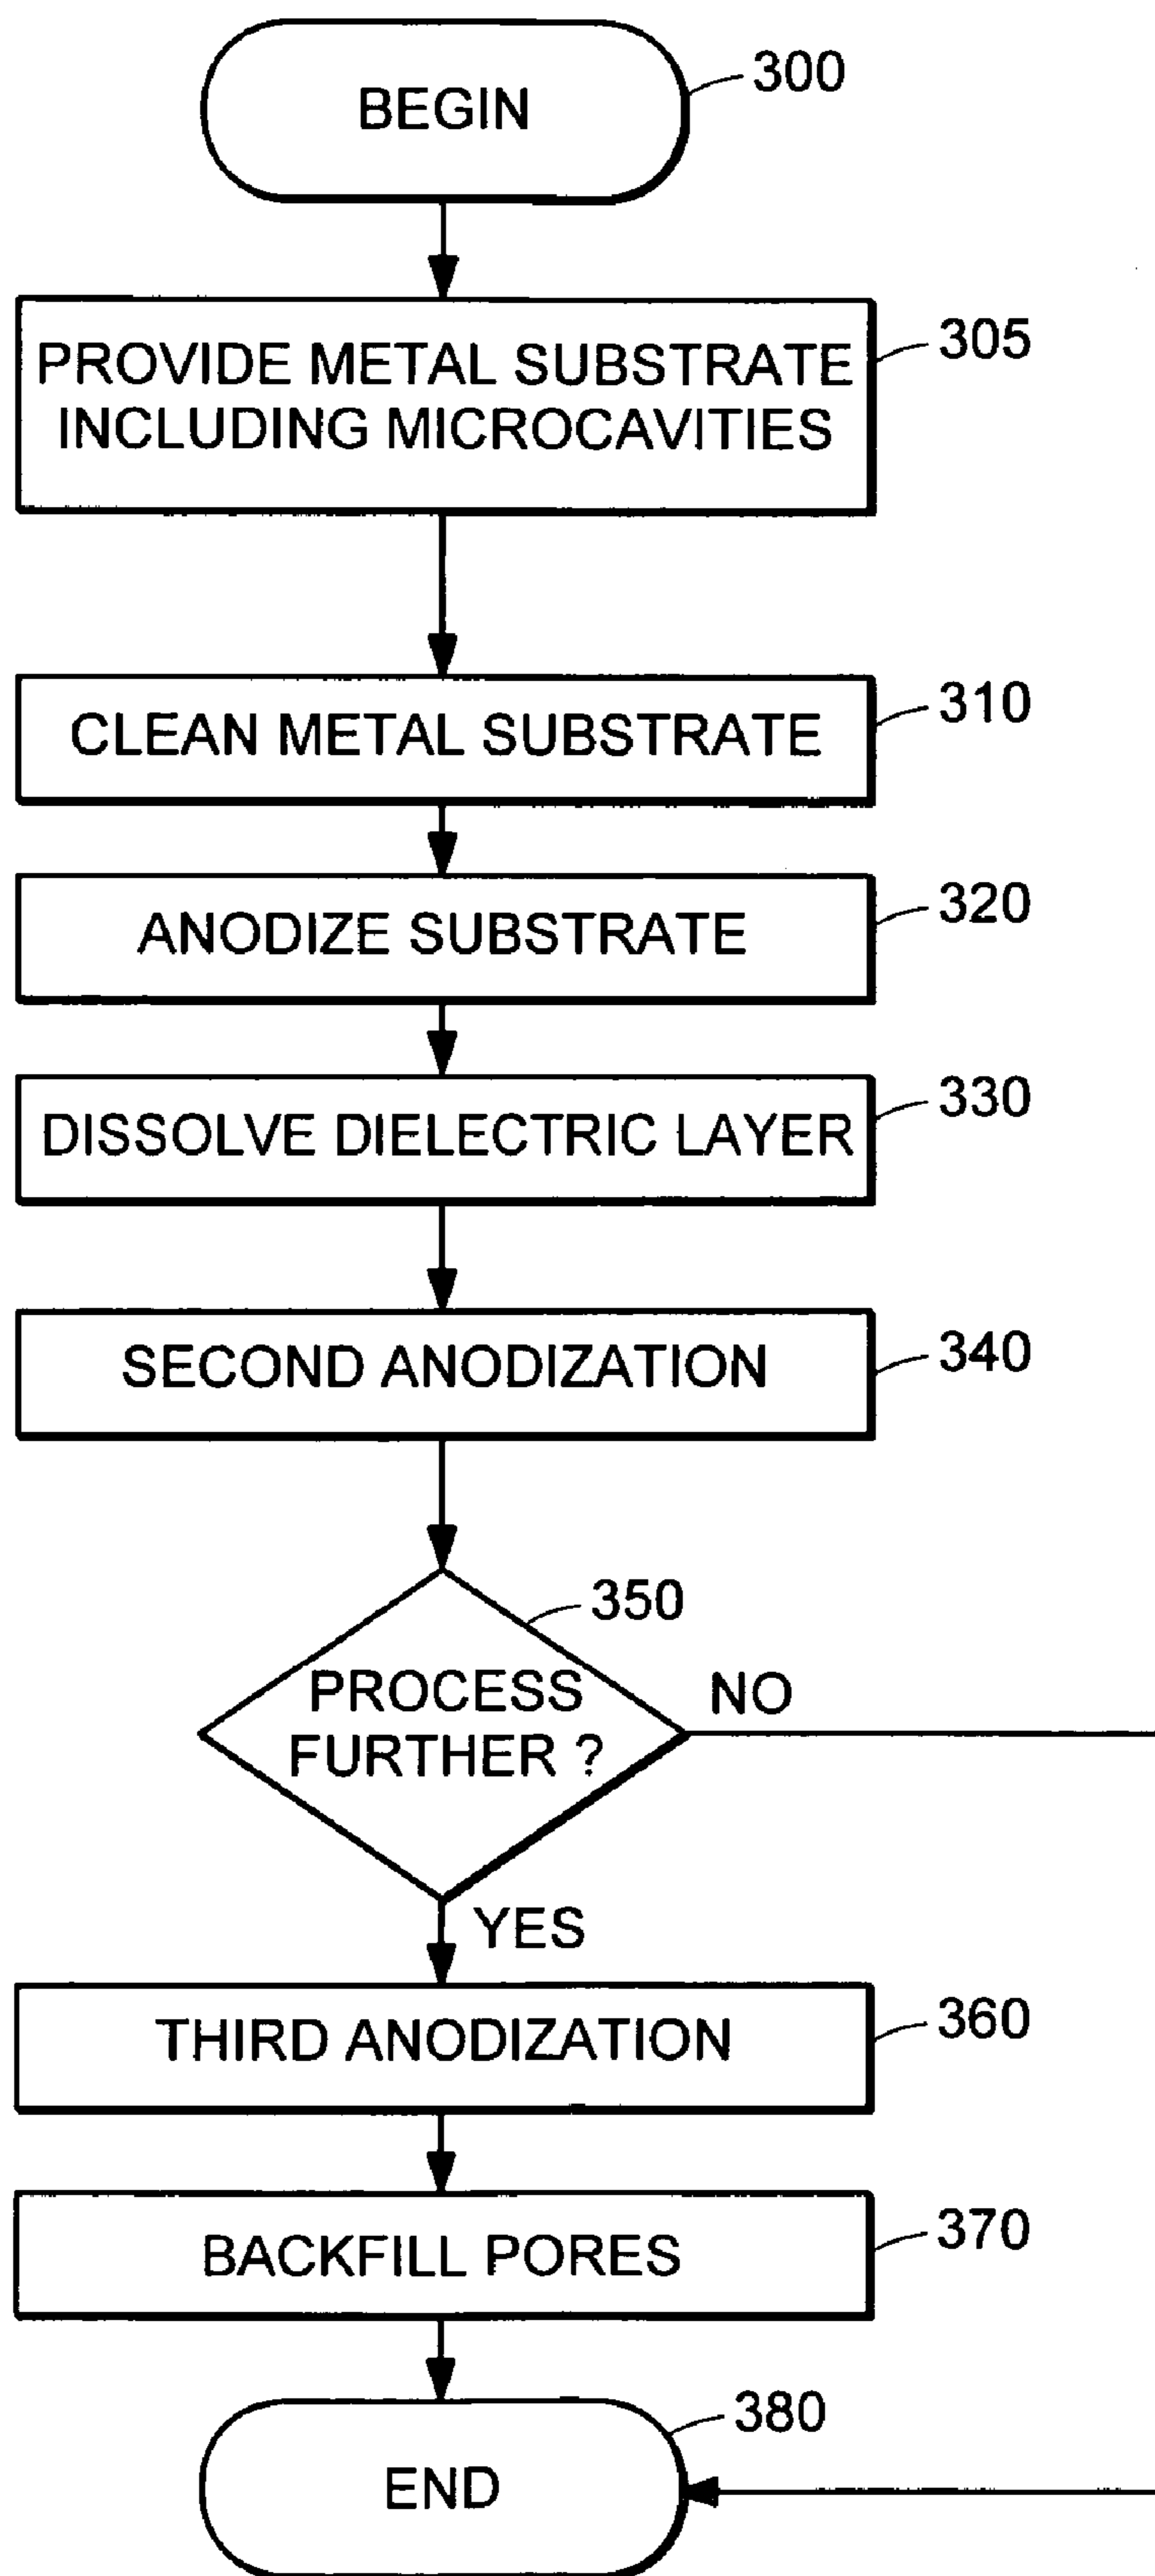 BEGIN
300
PROVIDE METAL SUBSTRATE
INCLUDING MICROCAVITIES
305
CLEAN METAL SUBSTRATE
310
ANODIZE SUBSTRATE
320
DISSOLVE DIELECTRIC LAYER
330
SECOND ANODIZATION
340
350
PROCESS
FURTHER ?
NO
YES
THIRD ANODIZATION
360
BACKFILL PORES
370
END
380